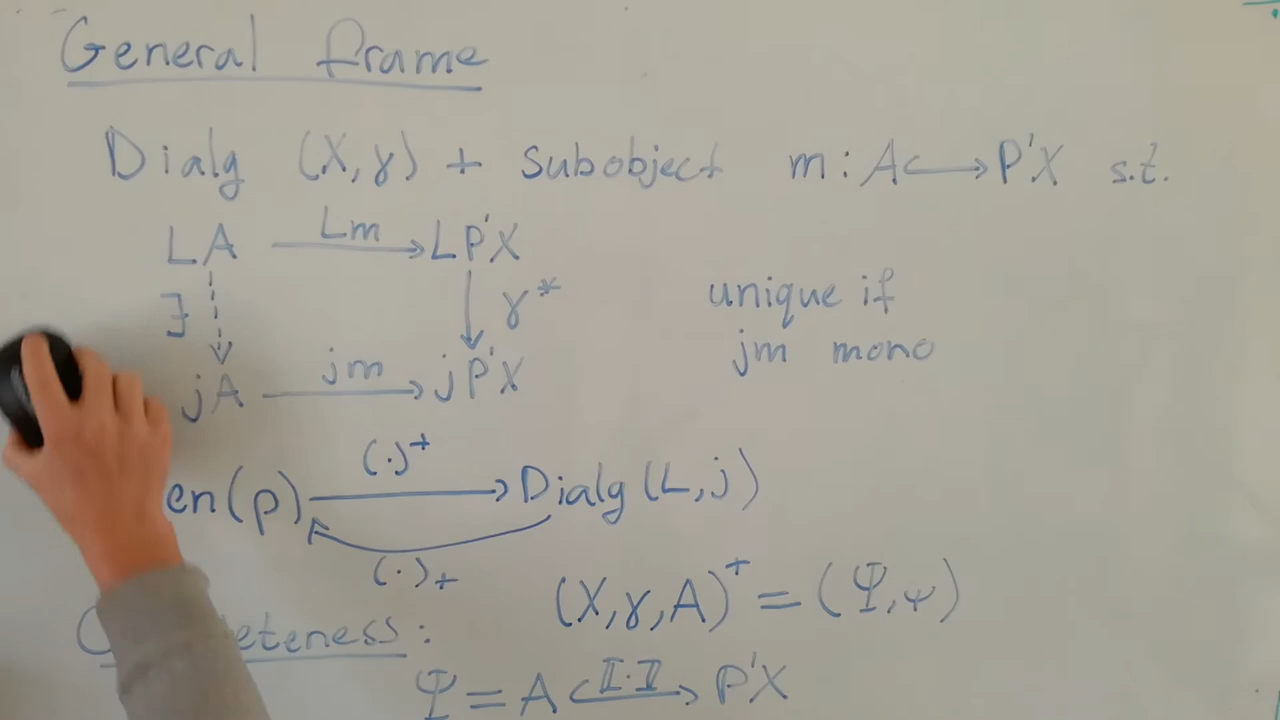 General frame
Dialg (X,γ) + subobject m : A ↪ P'X s.t.
LA Lm → LP'X
∃ γ* unique if
jm mono
jA jm → jP'X
en(p) (·)⁺ → Dialg (L,j)
(·)₊
(X,γ,A)⁺ = (Ψ,ψ)
eteness :
Ψ = A ⟦·⟧ ↪ P'X